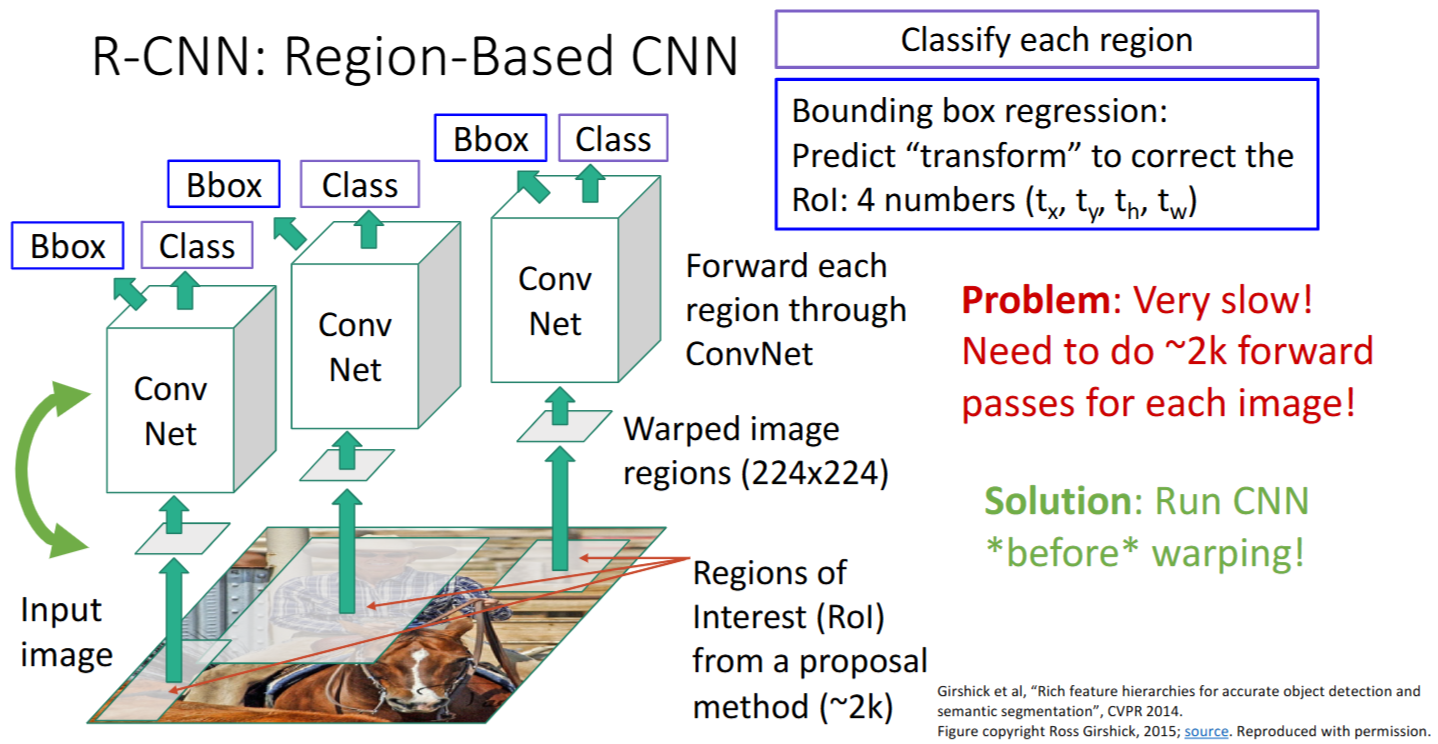 R-CNN: Region-Based CNN
Classify each region
Bounding box regression:
Predict “transform” to correct the
RoI: 4 numbers (tx, ty, th, tw)
Bbox
Class
Bbox
Class
Bbox
Class
Conv
Net
Conv
Net
Conv
Net
Forward each
region through
ConvNet
Warped image
regions (224x224)
Regions of
Interest (RoI)
from a proposal
method (~2k)
Input
image
Problem: Very slow!
Need to do ~2k forward
passes for each image!
Solution: Run CNN
*before* warping!
Girshick et al, “Rich feature hierarchies for accurate object detection and
semantic segmentation”, CVPR 2014.
Figure copyright Ross Girshick, 2015; source. Reproduced with permission.